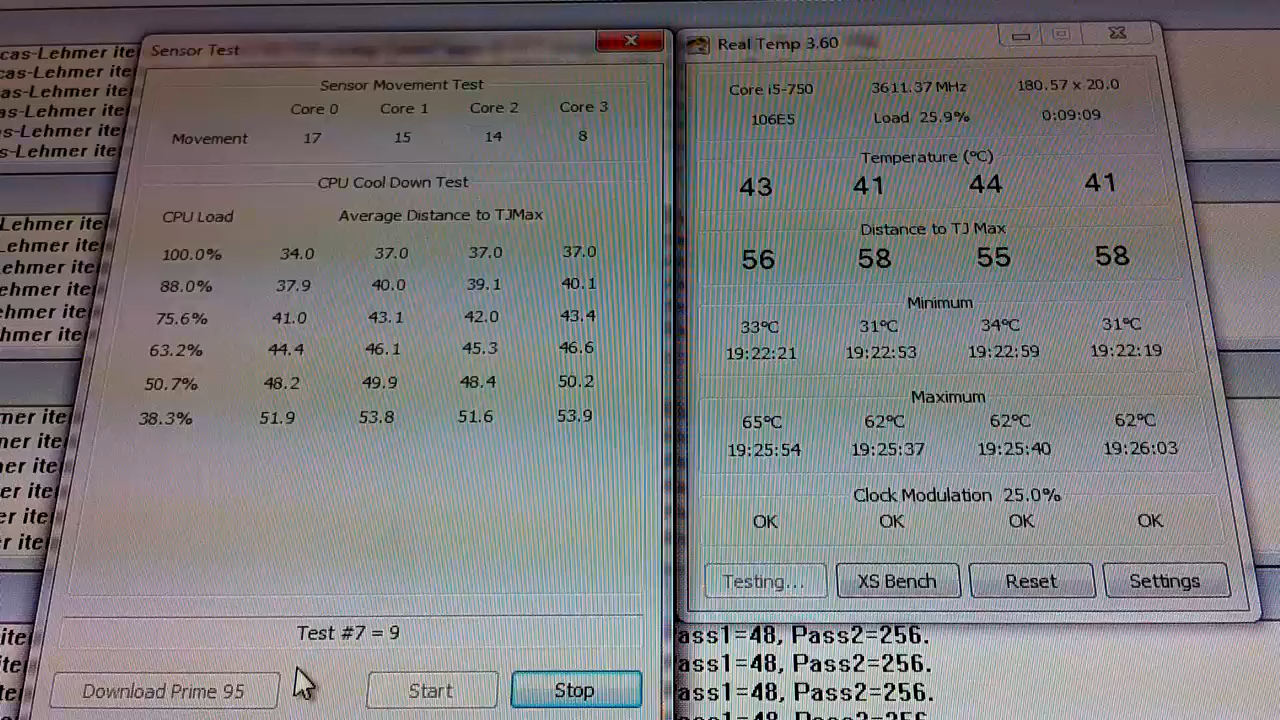 Sensor Test
Sensor Movement Test
Core 0 Core 1 Core 2 Core 3
Movement 17 15 14 8
CPU Cool Down Test
CPU Load Average Distance to TJMax
100.0% 34.0 37.0 37.0 37.0
88.0% 37.9 40.0 39.1 40.1
75.6% 41.0 43.1 42.0 43.4
63.2% 44.4 46.1 45.3 46.6
50.7% 48.2 49.9 48.4 50.2
38.3% 51.9 53.8 51.6 53.9
Test #7 = 9
Download Prime 95 Start Stop
Real Temp 3.60
Core i5-750 3611.37 MHz 180.57 x 20.0
106E5 Load 25.9% 0:09:09
Temperature (°C)
43 41 44 41
Distance to TJ Max
56 58 55 58
Minimum
33°C 31°C 34°C 31°C
19:22:21 19:22:53 19:22:59 19:22:19
Maximum
65°C 62°C 62°C 62°C
19:25:54 19:25:37 19:25:40 19:26:03
Clock Modulation 25.0%
OK OK OK OK
Testing... XS Bench Reset Settings
cas-Lehmer ite
cas-Lehmer ite
as-Lehmer ite
as-Lehmer ite
s-Lehmer ite
s-Lehmer ite
Lehmer ite
Lehmer ite
ehmer ite
ehmer ite
hmer ite
hmer ite
mer ite
mer ite
er ite
er ite
er ite
r ite
ite
ite
ite
ass1=48, Pass2=256.
ass1=48, Pass2=256.
ass1=48, Pass2=256.